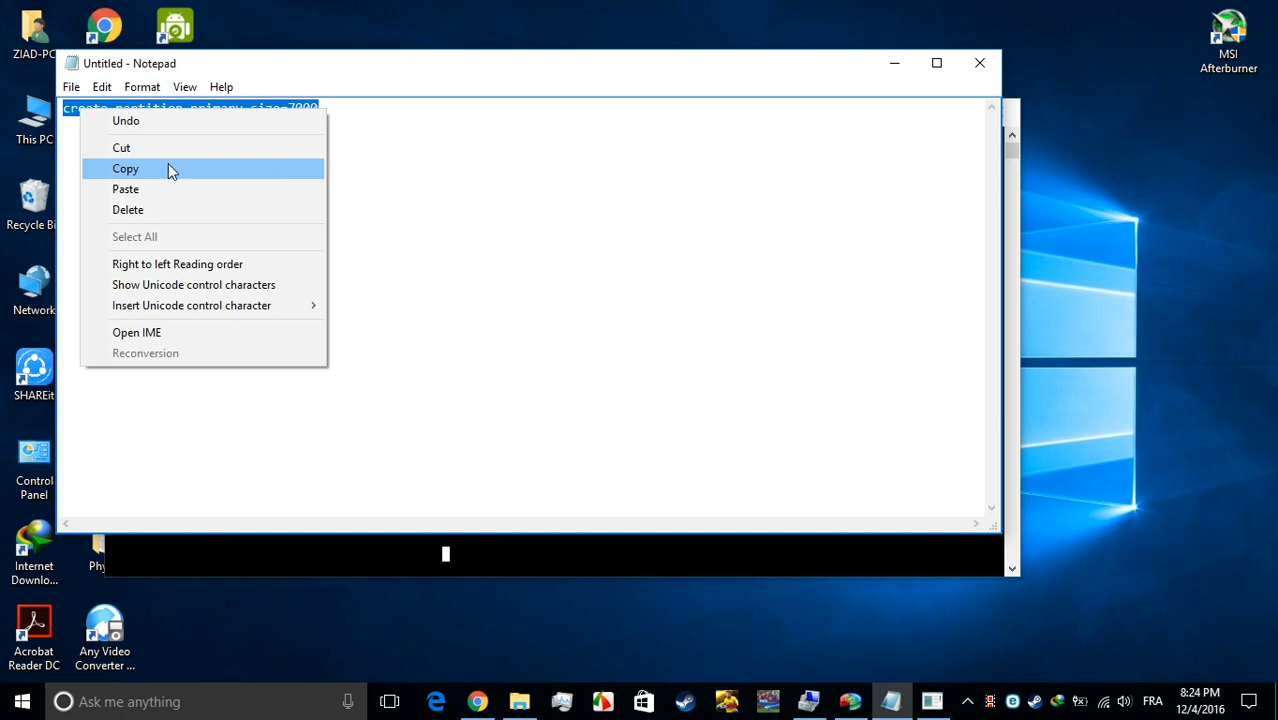 ZIAD-PC
MSI
Afterburner
Untitled - Notepad
File Edit Format View Help
create partition primary size=7000
Undo
Cut
Copy
Paste
Delete
Select All
Right to left Reading order
Show Unicode control characters
Insert Unicode control character
Open IME
Reconversion
This PC
Recycle Bi
Network
SHAREit
Control
Panel
Internet
Downlo...
Phy
Acrobat
Reader DC
Any Video
Converter ...
Ask me anything
FRA
8:24 PM
12/4/2016